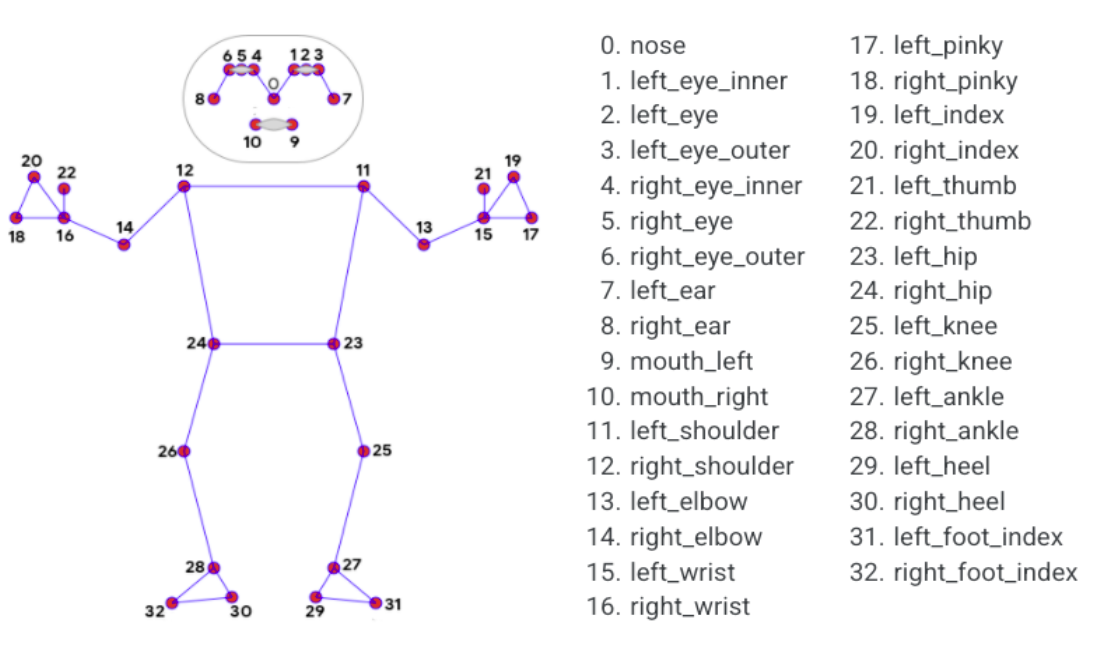 6 5 4 1 2 3
0
8 7
10 9
20 22 12 11 21 19
18 16 14 13 15 17
24 23
26 25
28 27
32 30 29 31
0. nose
1. left_eye_inner
2. left_eye
3. left_eye_outer
4. right_eye_inner
5. right_eye
6. right_eye_outer
7. left_ear
8. right_ear
9. mouth_left
10. mouth_right
11. left_shoulder
12. right_shoulder
13. left_elbow
14. right_elbow
15. left_wrist
16. right_wrist
17. left_pinky
18. right_pinky
19. left_index
20. right_index
21. left_thumb
22. right_thumb
23. left_hip
24. right_hip
25. left_knee
26. right_knee
27. left_ankle
28. right_ankle
29. left_heel
30. right_heel
31. left_foot_index
32. right_foot_index